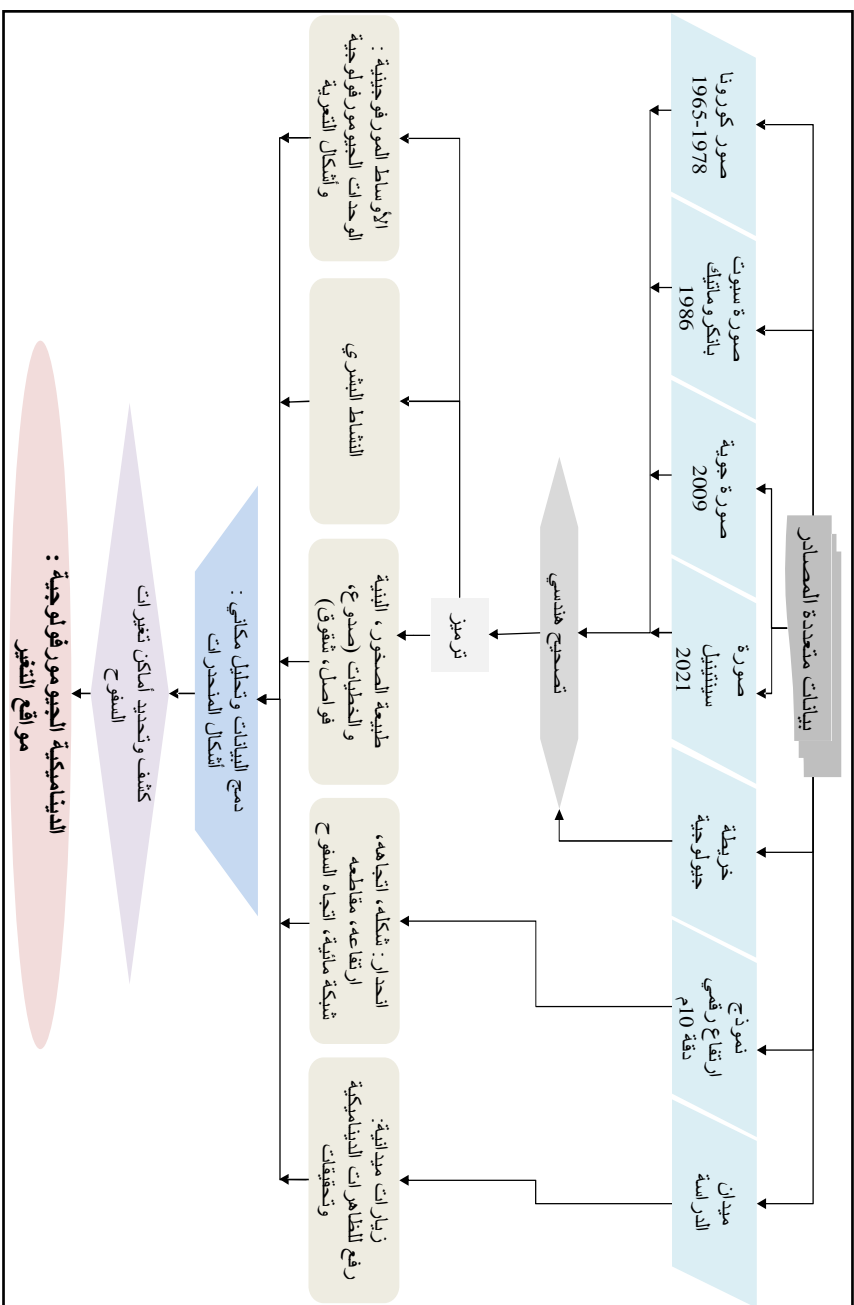 بيانات متعددة المصادر
صور كورونا
1965-1978
صورة سبوت
بانكروماتيك
1986
صورة جوية
2009
صورة
سينتينيل
2021
خريطة
جيولوجية
نموذج
ارتفاع رقمي
دقة 10م
ميدان
الدراسة
تصحيح هندسي
ترميز
الأوساط المورفوجينية :
الوحدات الجيومورفولوجية
وأشكال التعرية
النشاط البشري
طبيعة الصخور، البنية
والخطيات (صدوع،
فواصل، شقوق)
انحدار: شكله، اتجاهه،
ارتفاعه، مقاطعه
شبكة مائية، اتجاه السفوح
زيارات ميدانية:
رفع للظاهرات الديناميكية
وتحقيقات
دمج البيانات وتحليل مكاني :
أشكال المنحدرات
كشف وتحديد أماكن تغيرات
السفوح
الديناميكية الجيومورفولوجية :
مواقع التغير